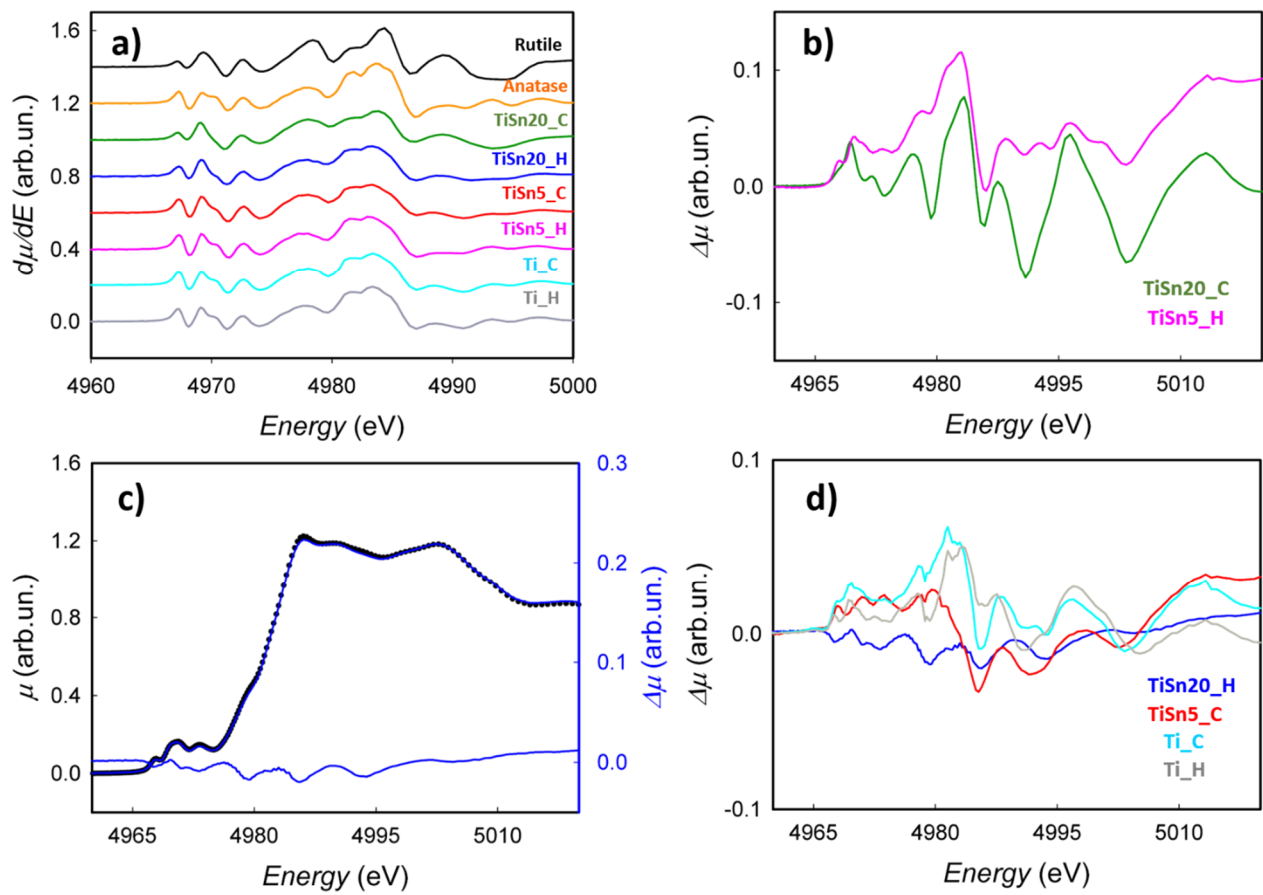 a)
1.6
1.2
0.8
0.4
0.0
dμ/dE (arb.un.)
Rutile
Anatase
TiSn20_C
TiSn20_H
TiSn5_C
TiSn5_H
Ti_C
Ti_H
4960 4970 4980 4990 5000
Energy (eV)
b)
0.1
0.0
-0.1
Δμ (arb.un.)
TiSn20_C
TiSn5_H
4965 4980 4995 5010
Energy (eV)
c)
1.6
1.2
0.8
0.4
0.0
μ (arb.un.)
0.3
0.2
0.1
0.0
Δμ (arb.un.)
4965 4980 4995 5010
Energy (eV)
d)
0.1
0.0
-0.1
Δμ (arb.un.)
TiSn20_H
TiSn5_C
Ti_C
Ti_H
4965 4980 4995 5010
Energy (eV)